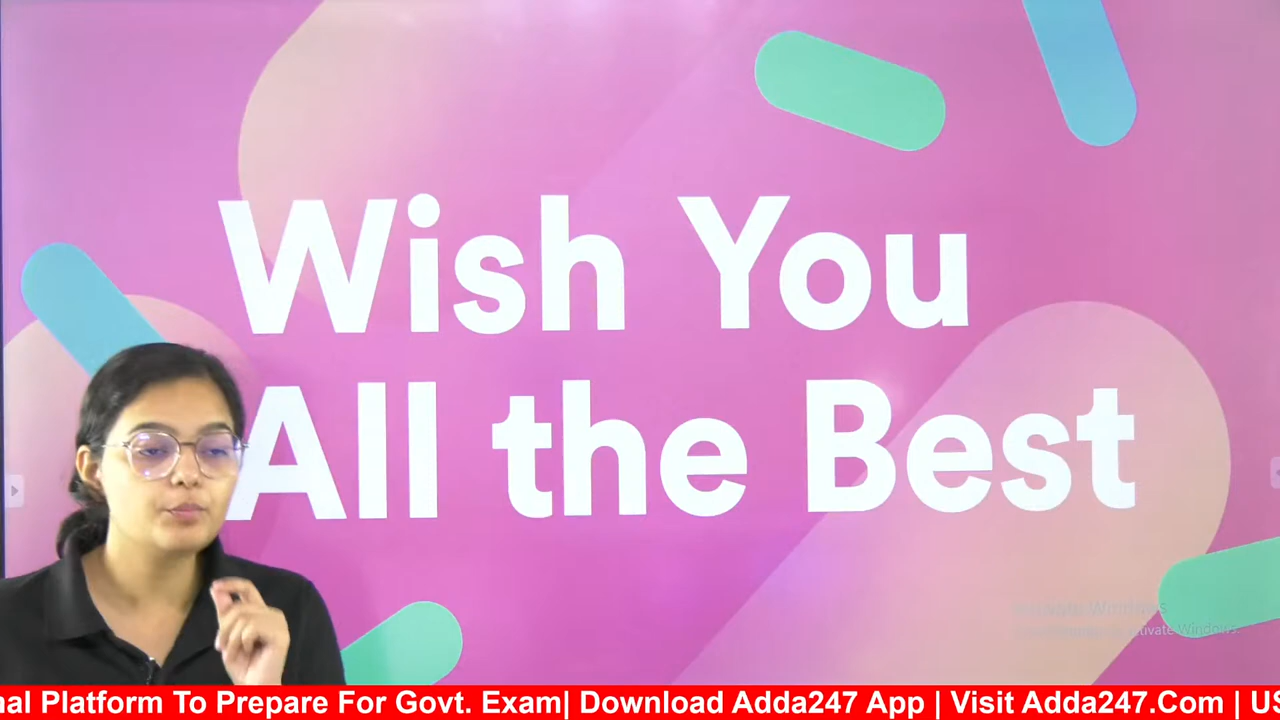 Wish You
All the Best
nal Platform To Prepare For Govt. Exam| Download Adda247 App | Visit Adda247.Com | US